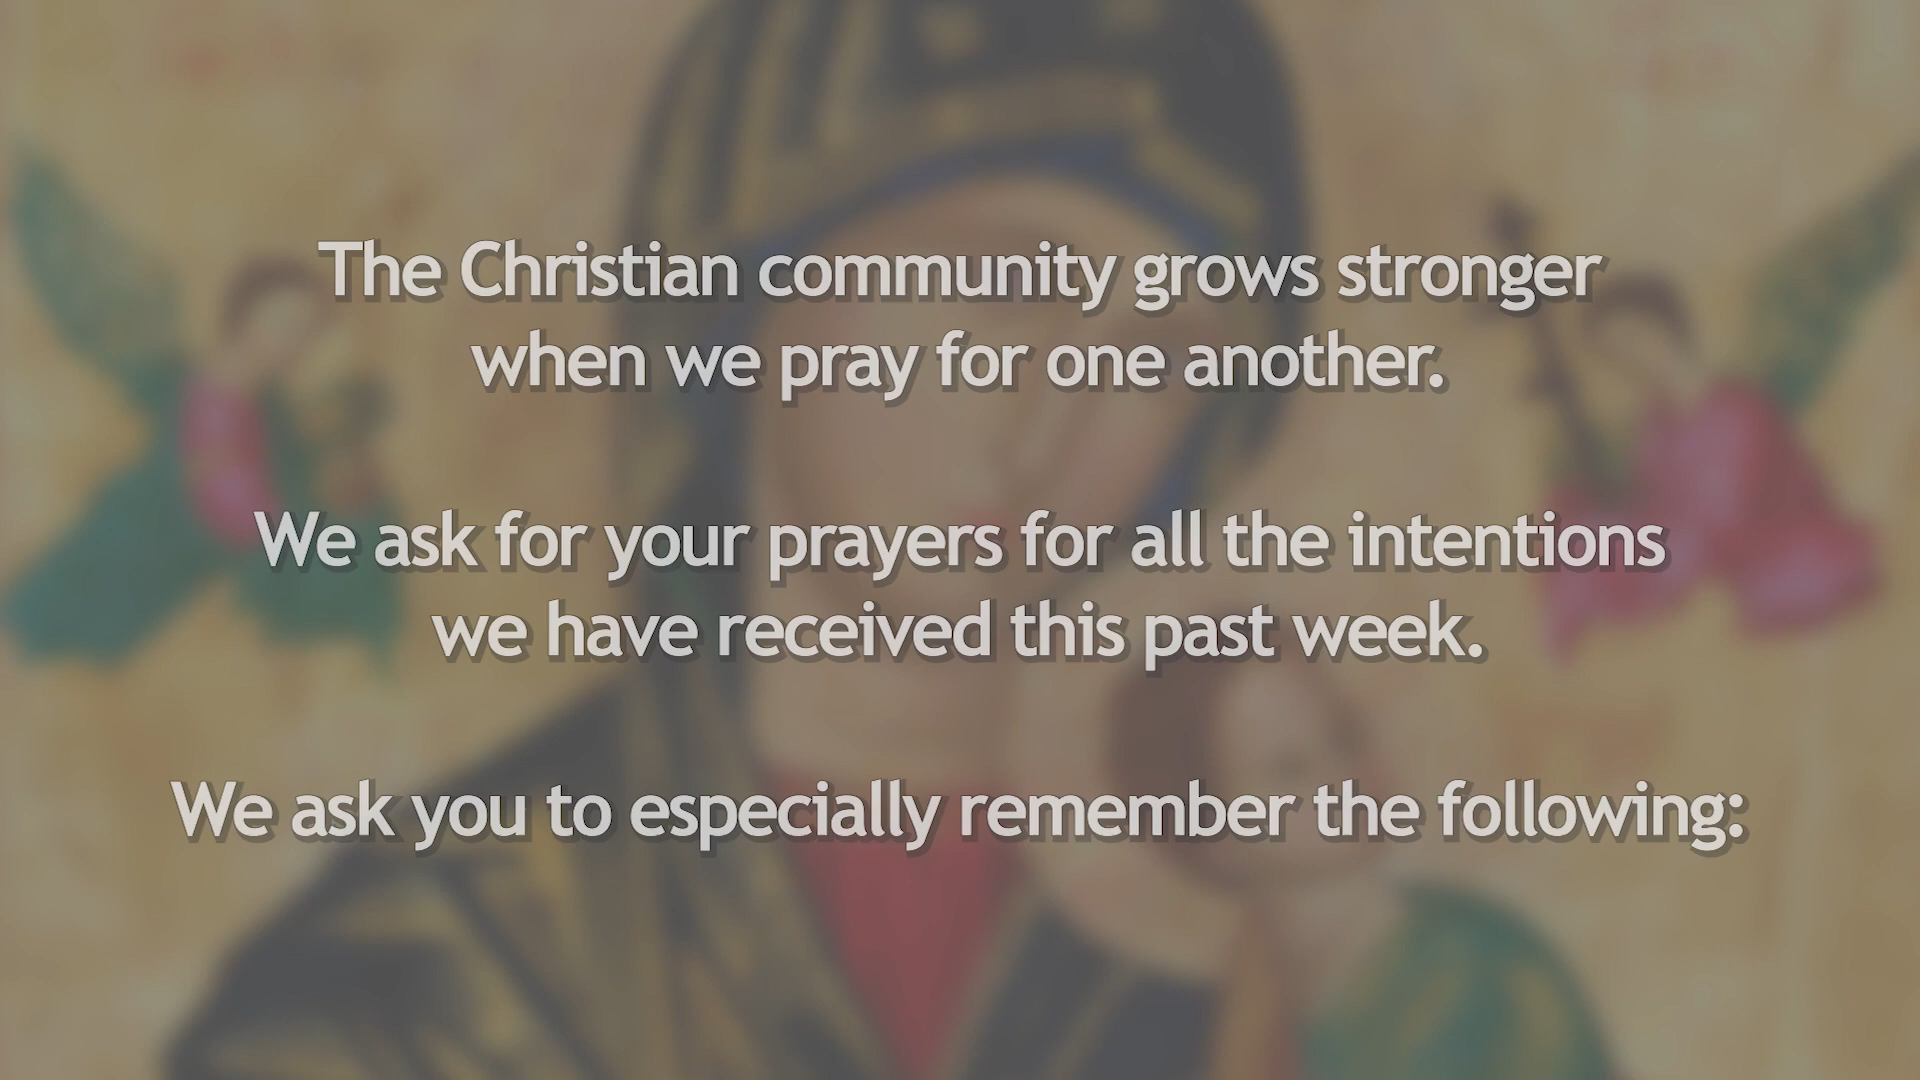 The Christian community grows stronger
when we pray for one another.
We ask for your prayers for all the intentions
we have received this past week.
We ask you to especially remember the following: